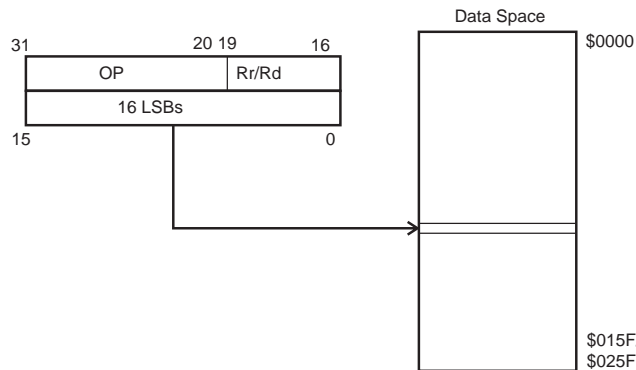 Data Space
31 20 19 16
$0000
OP Rr/Rd
16 LSBs
15 0
$015F
$025F